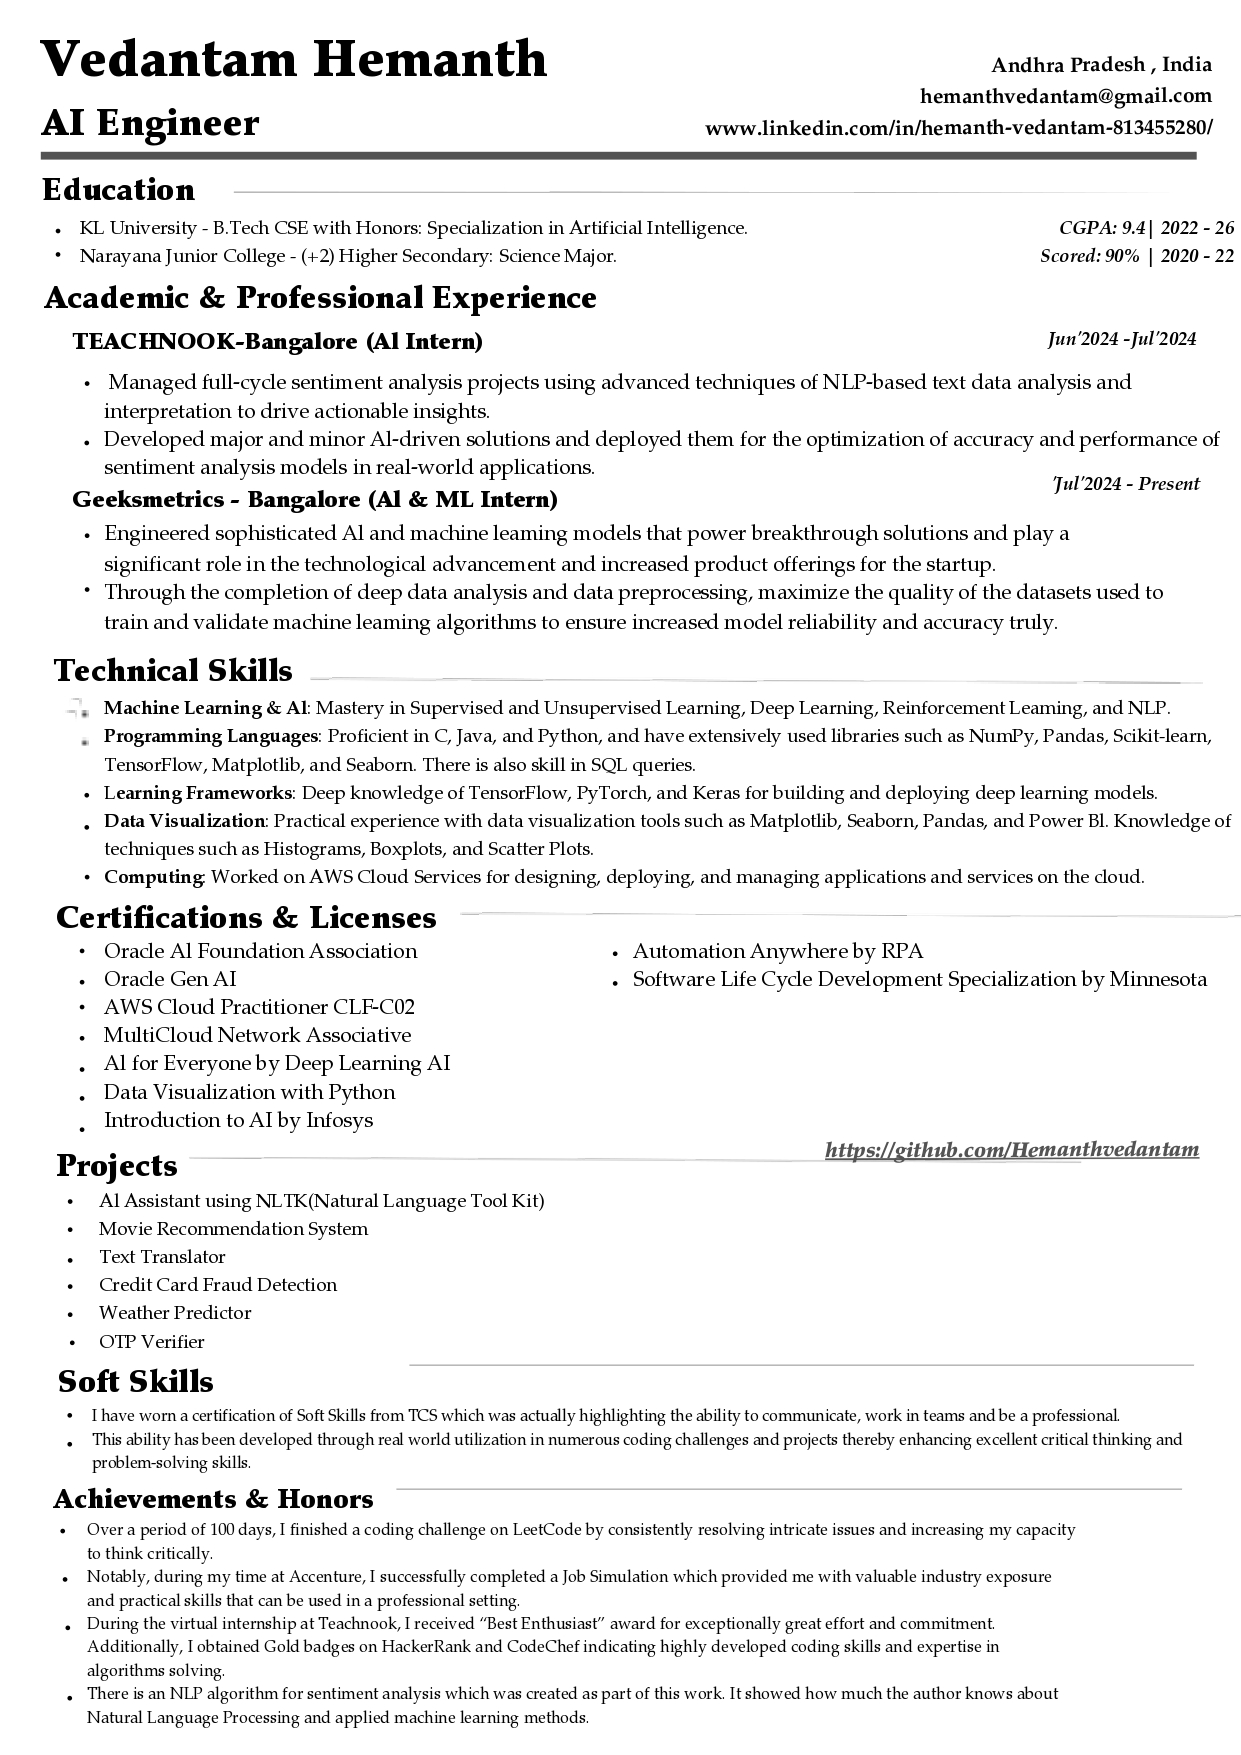 Vedantam Hemanth
AI Engineer
Andhra Pradesh , India
hemanthvedantam@gmail.com
www.linkedin.com/in/hemanth-vedantam-813455280/
Education
• KL University - B.Tech CSE with Honors: Specialization in Artificial Intelligence. CGPA: 9.4| 2022 - 26
• Narayana Junior College - (+2) Higher Secondary: Science Major. Scored: 90% | 2020 - 22
Academic & Professional Experience
TEACHNOOK-Bangalore (Al Intern) Jun'2024 -Jul'2024
• Managed full-cycle sentiment analysis projects using advanced techniques of NLP-based text data analysis and
interpretation to drive actionable insights.
• Developed major and minor Al-driven solutions and deployed them for the optimization of accuracy and performance of
sentiment analysis models in real-world applications.
'Jul'2024 - Present
Geeksmetrics - Bangalore (Al & ML Intern)
• Engineered sophisticated Al and machine leaming models that power breakthrough solutions and play a
significant role in the technological advancement and increased product offerings for the startup.
• Through the completion of deep data analysis and data preprocessing, maximize the quality of the datasets used to
train and validate machine leaming algorithms to ensure increased model reliability and accuracy truly.
Technical Skills
• Machine Learning & Al: Mastery in Supervised and Unsupervised Learning, Deep Learning, Reinforcement Leaming, and NLP.
• Programming Languages: Proficient in C, Java, and Python, and have extensively used libraries such as NumPy, Pandas, Scikit-learn,
TensorFlow, Matplotlib, and Seaborn. There is also skill in SQL queries.
• Learning Frameworks: Deep knowledge of TensorFlow, PyTorch, and Keras for building and deploying deep learning models.
• Data Visualization: Practical experience with data visualization tools such as Matplotlib, Seaborn, Pandas, and Power Bl. Knowledge of
techniques such as Histograms, Boxplots, and Scatter Plots.
• Computing: Worked on AWS Cloud Services for designing, deploying, and managing applications and services on the cloud.
Certifications & Licenses
• Oracle Al Foundation Association
• Oracle Gen AI
• AWS Cloud Practitioner CLF-C02
• MultiCloud Network Associative
• Al for Everyone by Deep Learning AI
• Data Visualization with Python
• Introduction to AI by Infosys
• Automation Anywhere by RPA
• Software Life Cycle Development Specialization by Minnesota
Projects https://github.com/Hemanthvedantam
• Al Assistant using NLTK(Natural Language Tool Kit)
• Movie Recommendation System
• Text Translator
• Credit Card Fraud Detection
• Weather Predictor
• OTP Verifier
Soft Skills
• I have worn a certification of Soft Skills from TCS which was actually highlighting the ability to communicate, work in teams and be a professional.
• This ability has been developed through real world utilization in numerous coding challenges and projects thereby enhancing excellent critical thinking and
problem-solving skills.
Achievements & Honors
• Over a period of 100 days, I finished a coding challenge on LeetCode by consistently resolving intricate issues and increasing my capacity
to think critically.
• Notably, during my time at Accenture, I successfully completed a Job Simulation which provided me with valuable industry exposure
and practical skills that can be used in a professional setting.
• During the virtual internship at Teachnook, I received “Best Enthusiast” award for exceptionally great effort and commitment.
Additionally, I obtained Gold badges on HackerRank and CodeChef indicating highly developed coding skills and expertise in
algorithms solving.
• There is an NLP algorithm for sentiment analysis which was created as part of this work. It showed how much the author knows about
Natural Language Processing and applied machine learning methods.